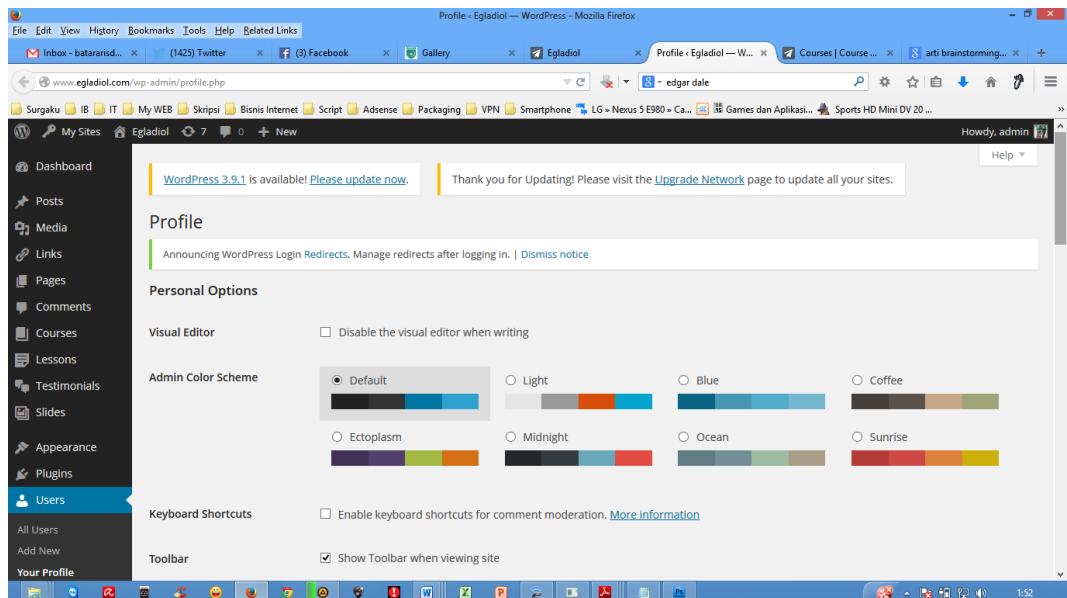 Profile ‹ Egladiol — WordPress - Mozilla Firefox
File Edit View History Bookmarks Tools Help Related Links
Inbox - batararisd... (1425) Twitter (3) Facebook Gallery Egladiol Profile ‹ Egladiol — W... Courses | Course ... arti brainstorming...
www.egladiol.com/wp-admin/profile.php edgar dale
Surgaku IB IT My WEB Skripsi Bisnis Internet Script Adsense Packaging VPN Smartphone LG » Nexus 5 E980 » Ca... Games dan Aplikasi... Sports HD Mini DV 20 ... »
My Sites Egladiol 7 0 + New Howdy, admin
Help
Dashboard
Posts
Media
Links
Pages
Comments
Courses
Lessons
Testimonials
Slides
Appearance
Plugins
Users
All Users
Add New
Your Profile
WordPress 3.9.1 is available! Please update now.
Thank you for Updating! Please visit the Upgrade Network page to update all your sites.
Profile
Announcing WordPress Login Redirects. Manage redirects after logging in. | Dismiss notice
Personal Options
Visual Editor Disable the visual editor when writing
Admin Color Scheme Default Light Blue Coffee
Ectoplasm Midnight Ocean Sunrise
Keyboard Shortcuts Enable keyboard shortcuts for comment moderation. More information
Toolbar Show Toolbar when viewing site
1:52